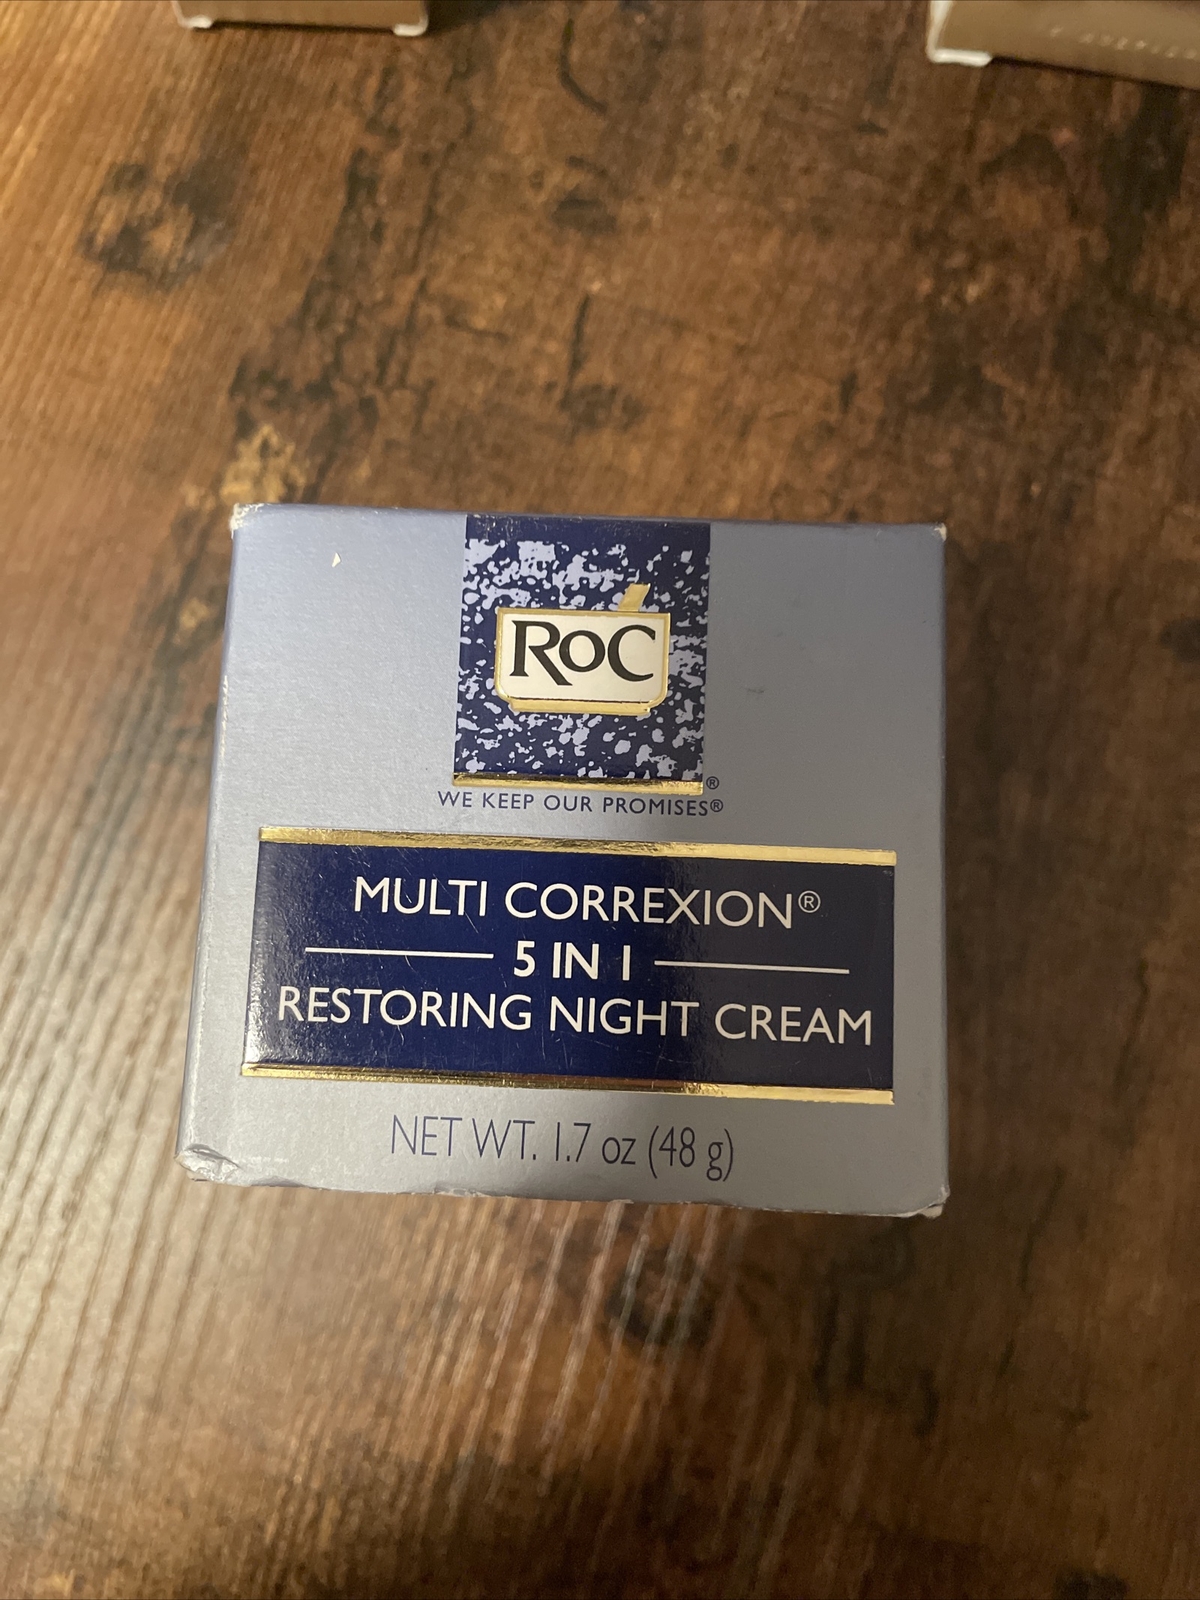 RoC
®
WE KEEP OUR PROMISES®
MULTI CORREXION®
5 IN 1
RESTORING NIGHT CREAM
NET WT. 1.7 oz (48 g)